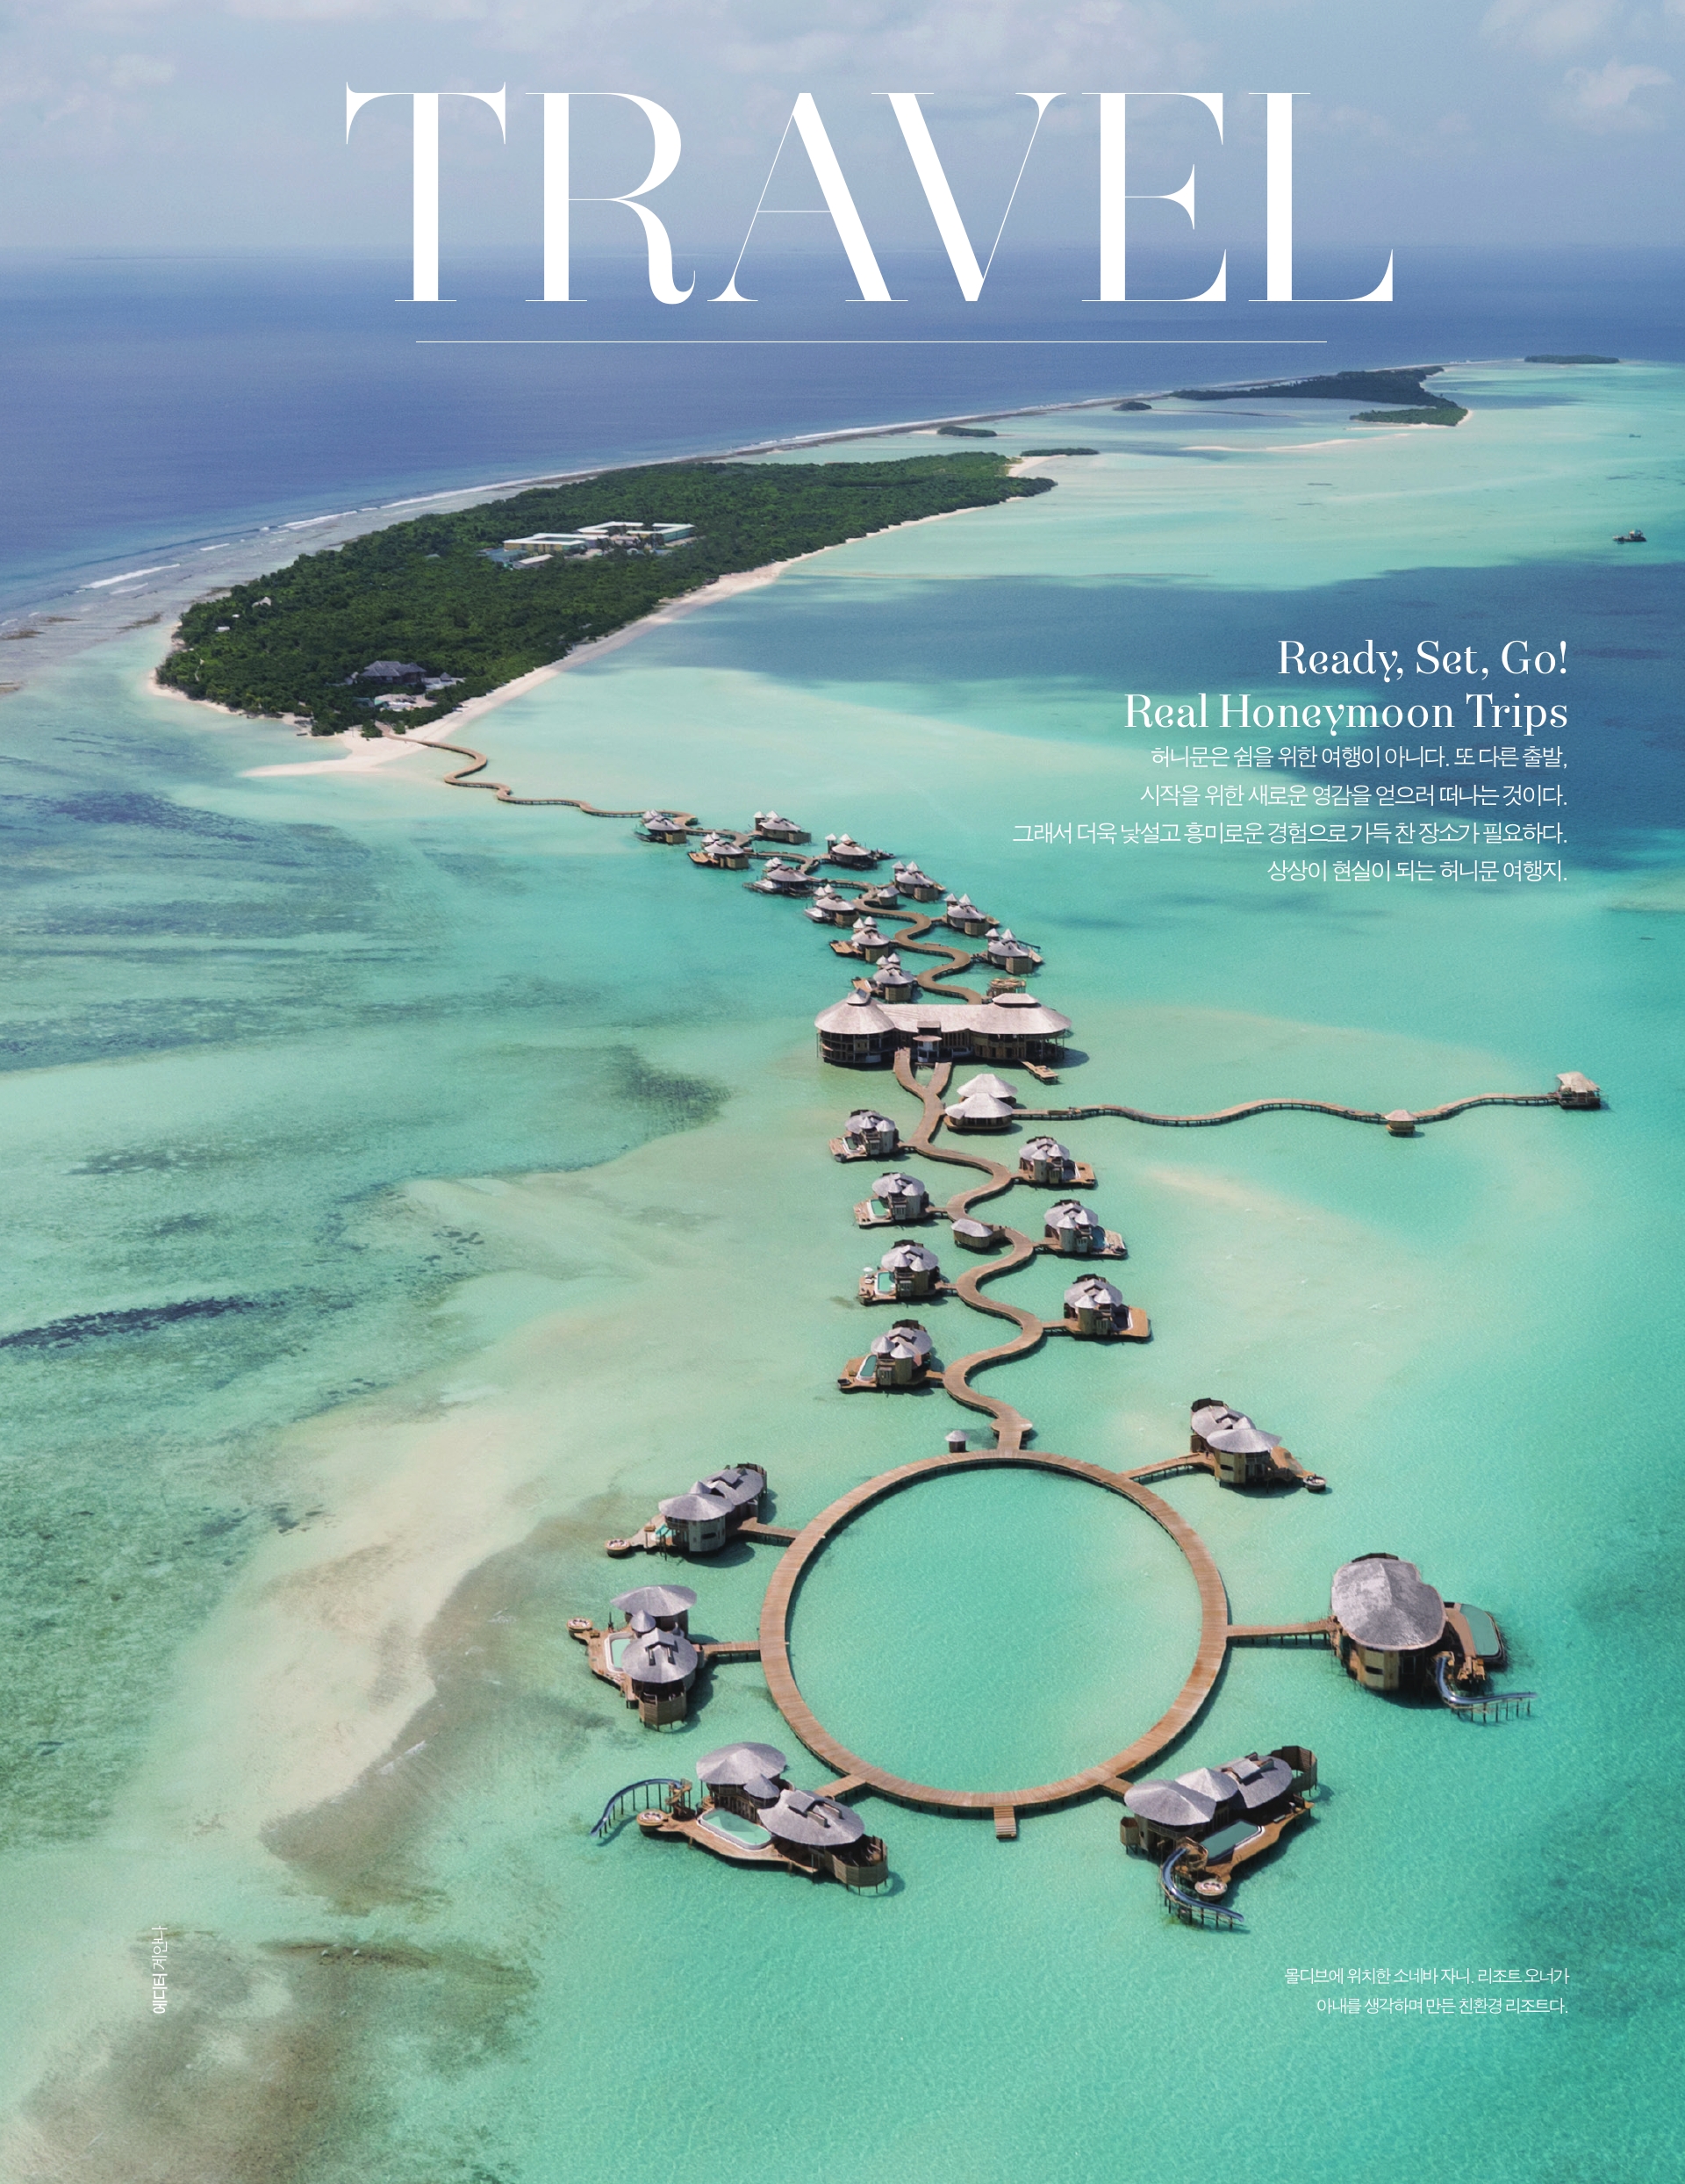 TRAVEL
Ready, Set, Go!
Real Honeymoon Trips
허니문은 쉼을 위한 여행이 아니다. 또 다른 출발,
시작을 위한 새로운 영감을 얻으러 떠나는 것이다.
그래서 더욱 낯설고 흥미로운 경험으로 가득 찬 장소가 필요하다.
상상이 현실이 되는 허니문 여행지.
에디터 계안나
몰디브에 위치한 소네바 자니. 리조트 오너가
아내를 생각하며 만든 친환경 리조트다.